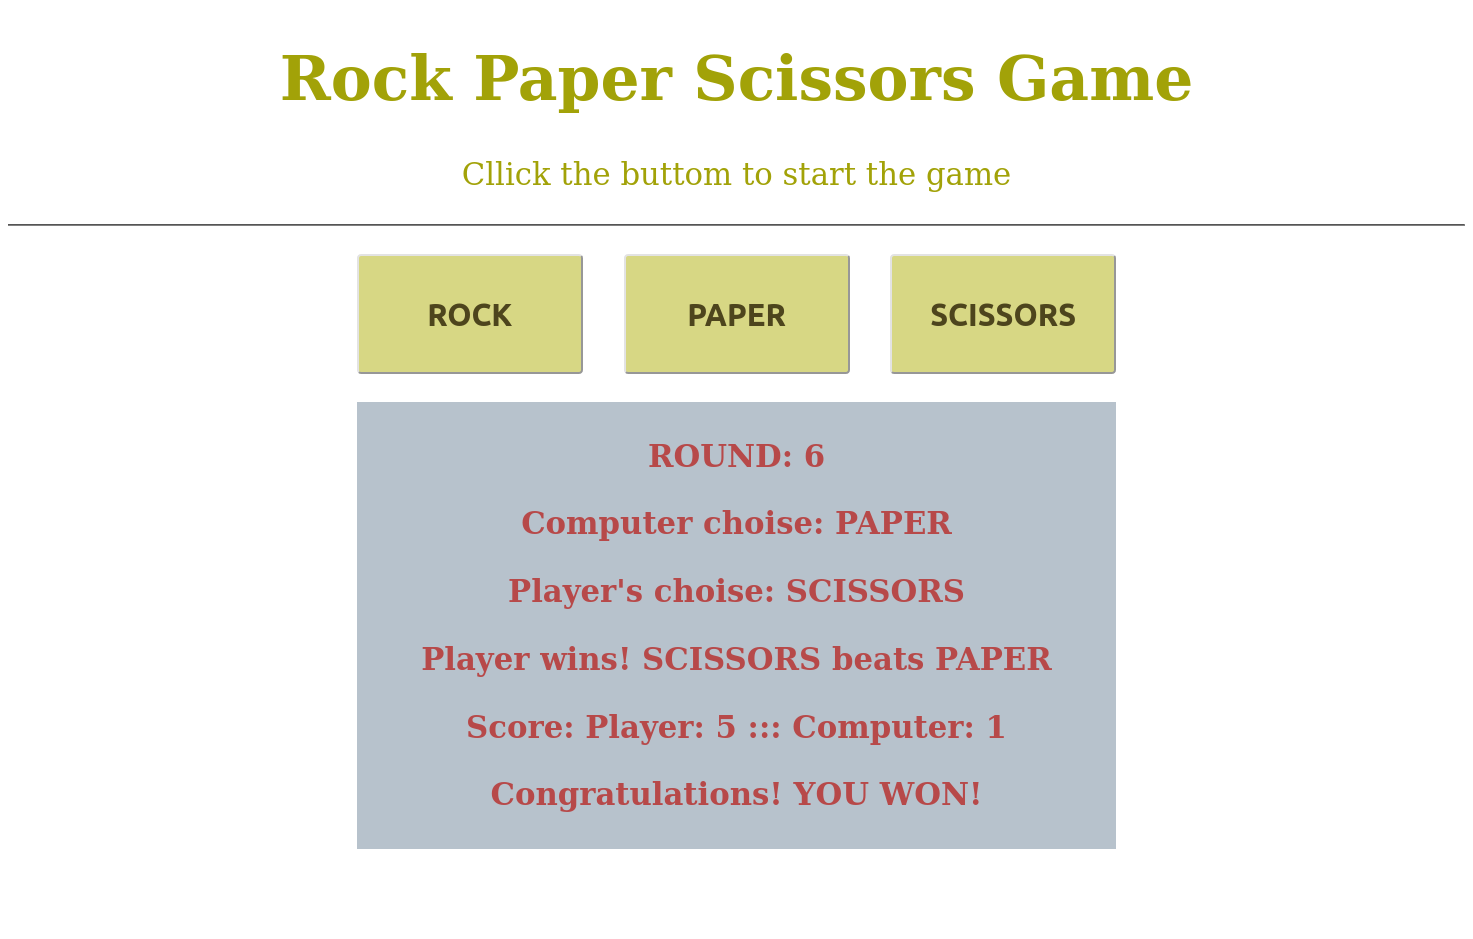 Rock Paper Scissors Game
Cllick the buttom to start the game
ROCK PAPER SCISSORS
ROUND: 6
Computer choise: PAPER
Player's choise: SCISSORS
Player wins! SCISSORS beats PAPER
Score: Player: 5 ::: Computer: 1
Congratulations! YOU WON!